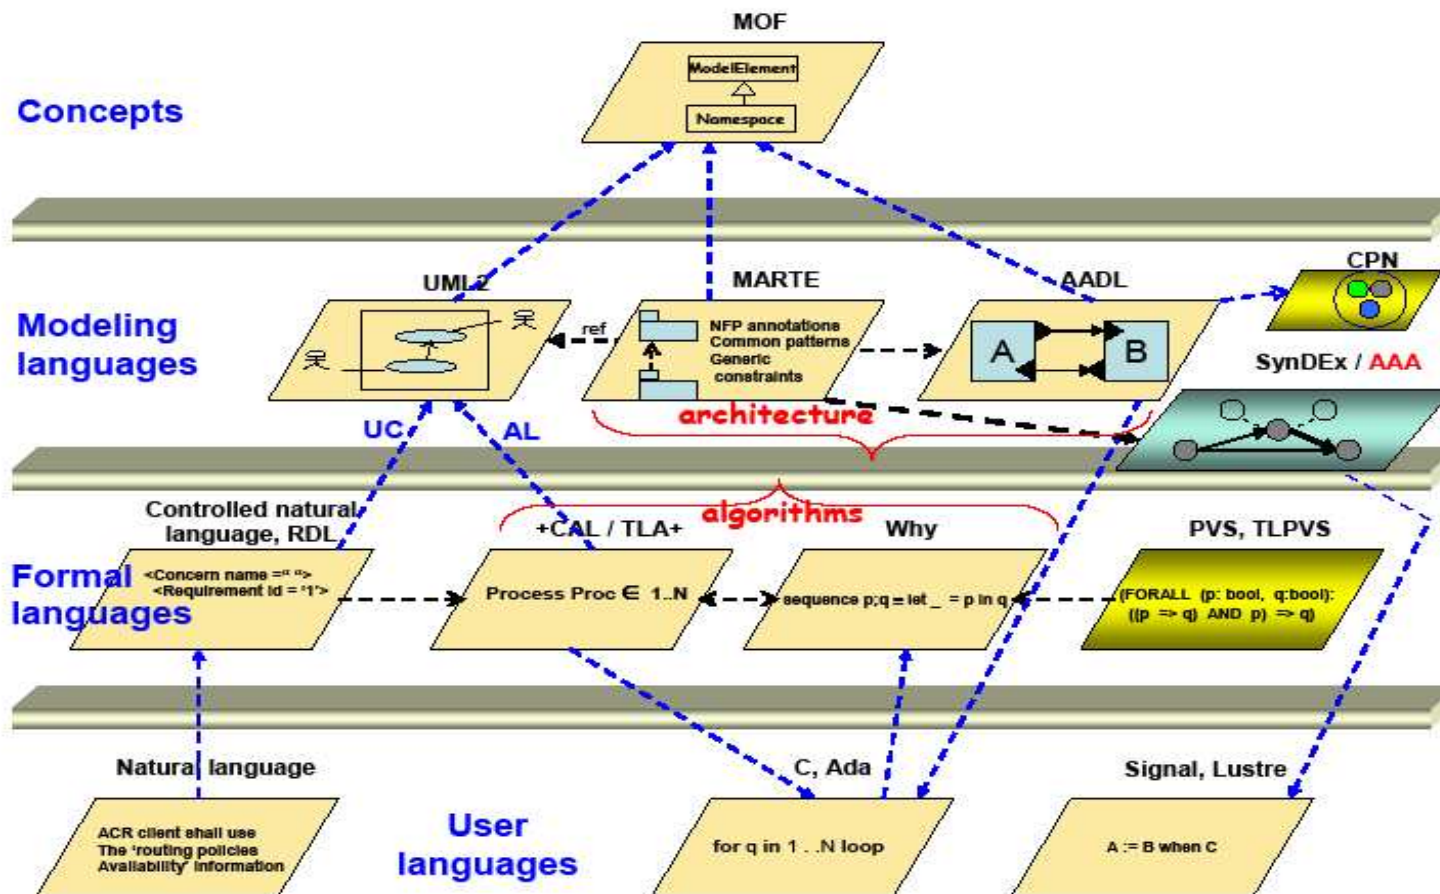 MOF
ModelElement
Namespace
Concepts
UML2
MARTE
AADL
CPN
Modeling
languages
ref
NFP annotations
Common patterns
Generic
constraints
A
B
SynDEx / AAA
architecture
UC
AL
Controlled natural
language, RDL
+CAL / TLA+
algorithms
Why
PVS, TLPVS
Formal
languages
<Concern name =“ “>
<Requirement id = ‘1’>
Process Proc ∈ 1..N
sequence p;q = let _ = p in q
(FORALL (p: bool, q:bool):
((p => q) AND p) => q)
Natural language
C, Ada
Signal, Lustre
User
languages
ACR client shall use
The ‘routing policies
Availability’ information
for q in 1 . .N loop
A := B when C